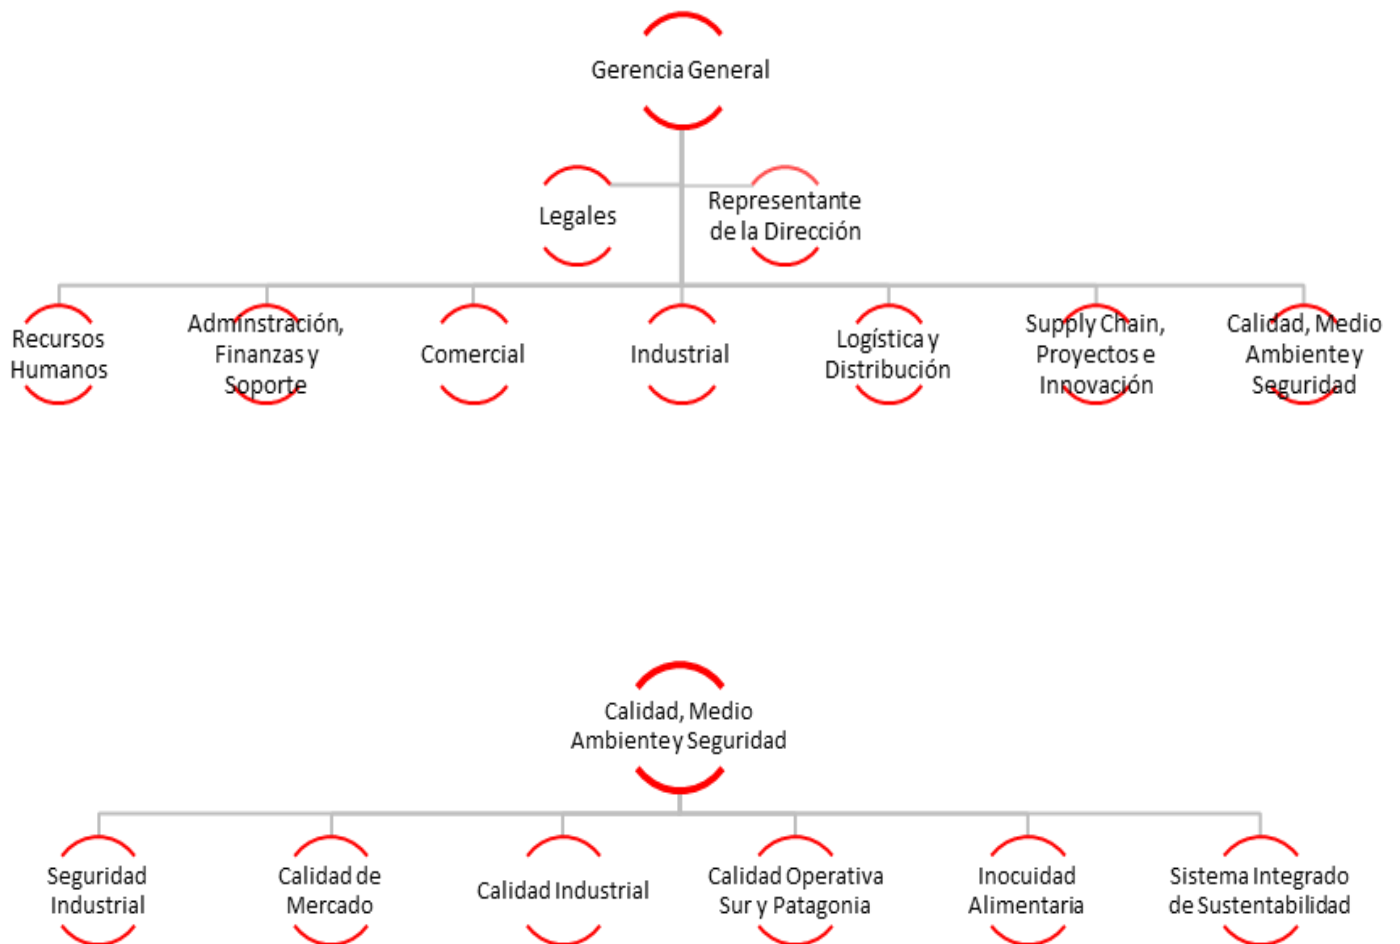 Gerencia General
Legales
Representante
de la Dirección
Recursos
Humanos
Adminstración,
Finanzas y
Soporte
Comercial
Industrial
Logística y
Distribución
Supply Chain,
Proyectos e
Innovación
Calidad, Medio
Ambiente y
Seguridad
Calidad, Medio
Ambiente y Seguridad
Seguridad
Industrial
Calidad de
Mercado
Calidad Industrial
Calidad Operativa
Sur y Patagonia
Inocuidad
Alimentaria
Sistema Integrado
de Sustentabilidad